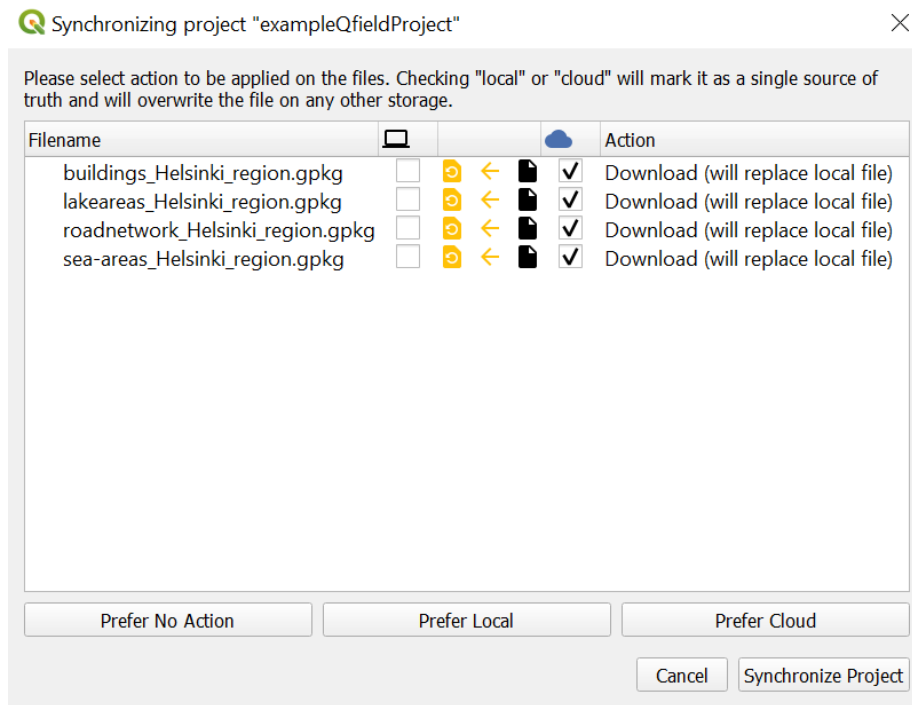 Synchronizing project "exampleQfieldProject"
Please select action to be applied on the files. Checking "local" or "cloud" will mark it as a single source of
truth and will overwrite the file on any other storage.
Filename Action
buildings_Helsinki_region.gpkg Download (will replace local file)
lakeareas_Helsinki_region.gpkg Download (will replace local file)
roadnetwork_Helsinki_region.gpkg Download (will replace local file)
sea-areas_Helsinki_region.gpkg Download (will replace local file)
Prefer No Action Prefer Local Prefer Cloud
Cancel Synchronize Project